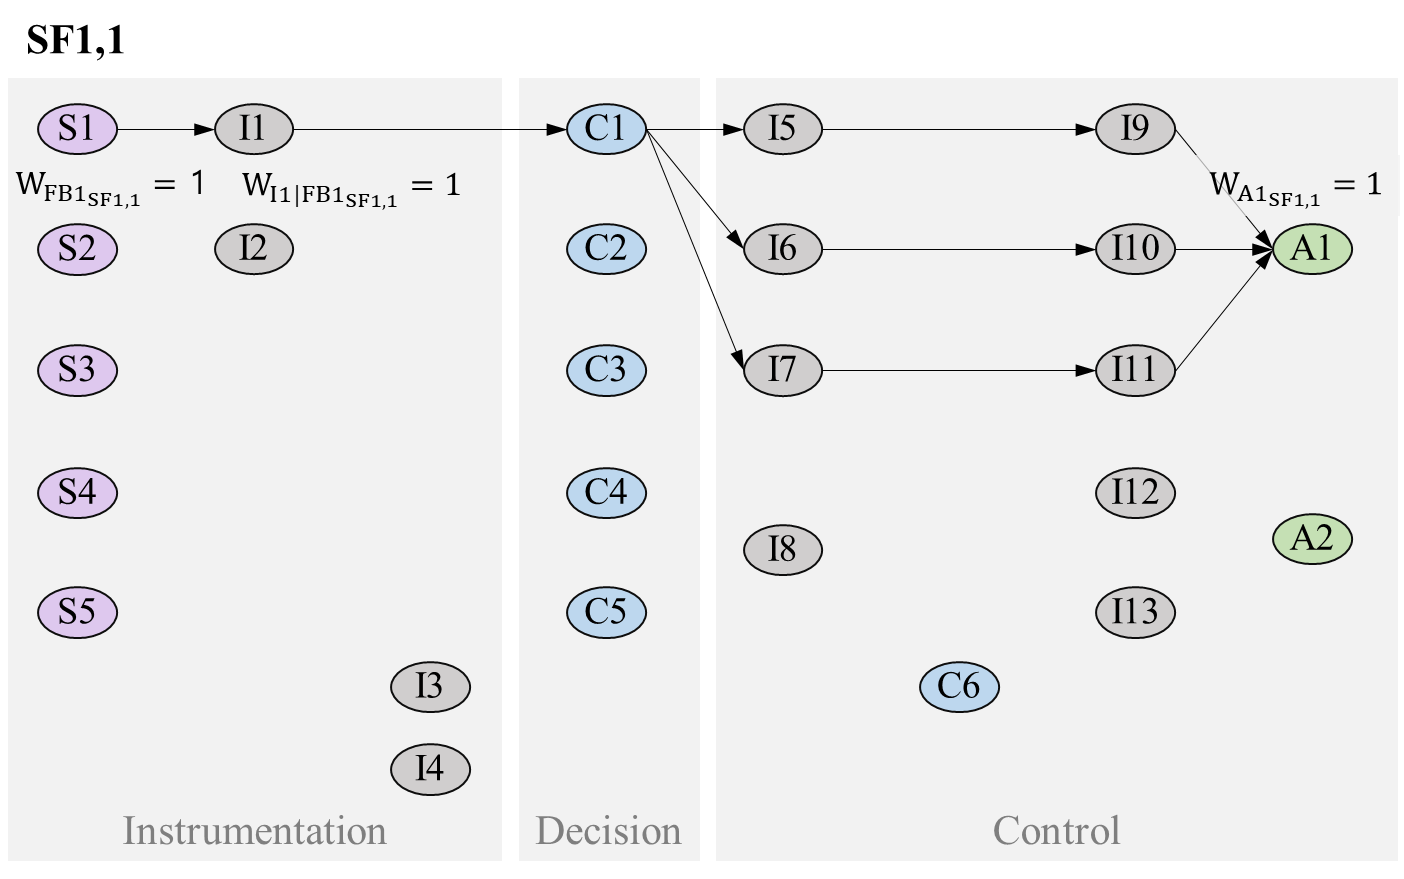 SF1,1
S1 I1 C1 I5 I9
W_FB1_SF1,1 = 1 W_I1|FB1_SF1,1 = 1 W_A1_SF1,1 = 1
S2 I2 C2 I6 I10 A1
S3 C3 I7 I11
S4 C4 I12
I8 A2
S5 C5 I13
I3 C6
I4
Instrumentation Decision Control